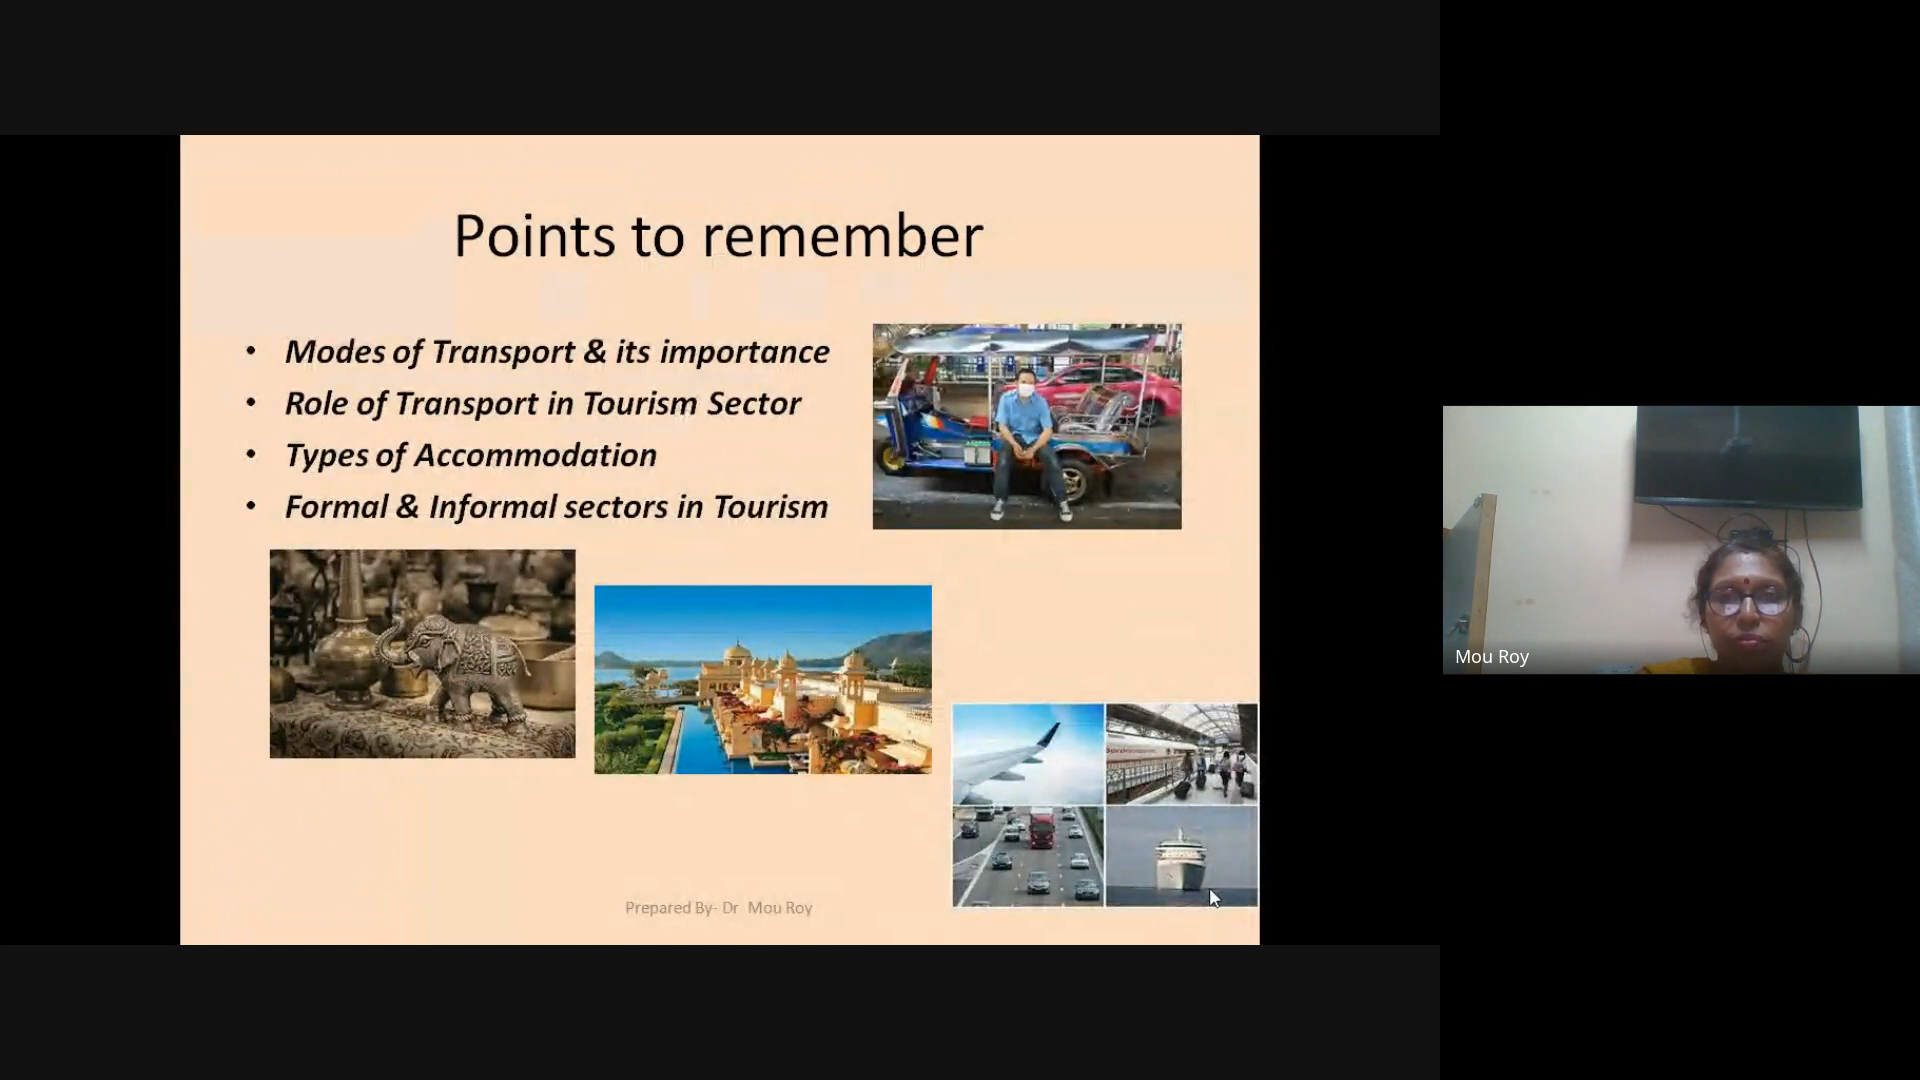 Points to remember
• Modes of Transport & its importance
• Role of Transport in Tourism Sector
• Types of Accommodation
• Formal & Informal sectors in Tourism
Prepared By- Dr Mou Roy
Mou Roy